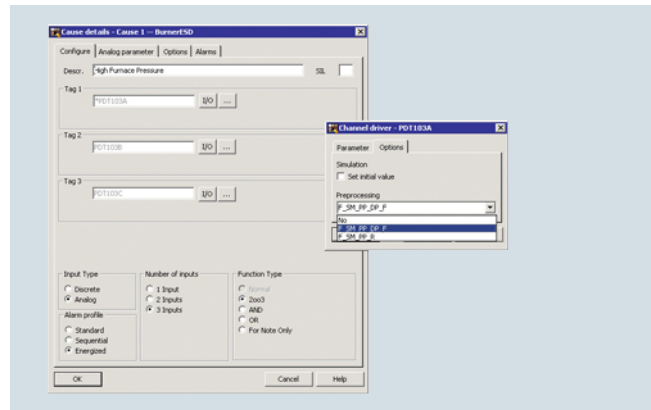 Cause details - Cause 1 -- BurnerESD
Configure Analog parameter Options Alarms
Descr. High Furnace Pressure SIL
Tag 1
*PDT103A I/O ...
Tag 2
PDT103B I/O ...
Tag 3
PDT103C I/O ...
Input Type
Discrete
Analog
Alarm profile
Standard
Sequential
Energized
Number of inputs
1 Input
2 Inputs
3 Inputs
Function Type
Normal
2oo3
AND
OR
For Note Only
OK Cancel Help
Channel driver - PDT103A
Parameter Options
Simulation
Set initial value
Preprocessing
F_SM_PP_DP_F
No
F_SM_PP_DP_F
F_SM_PP_R